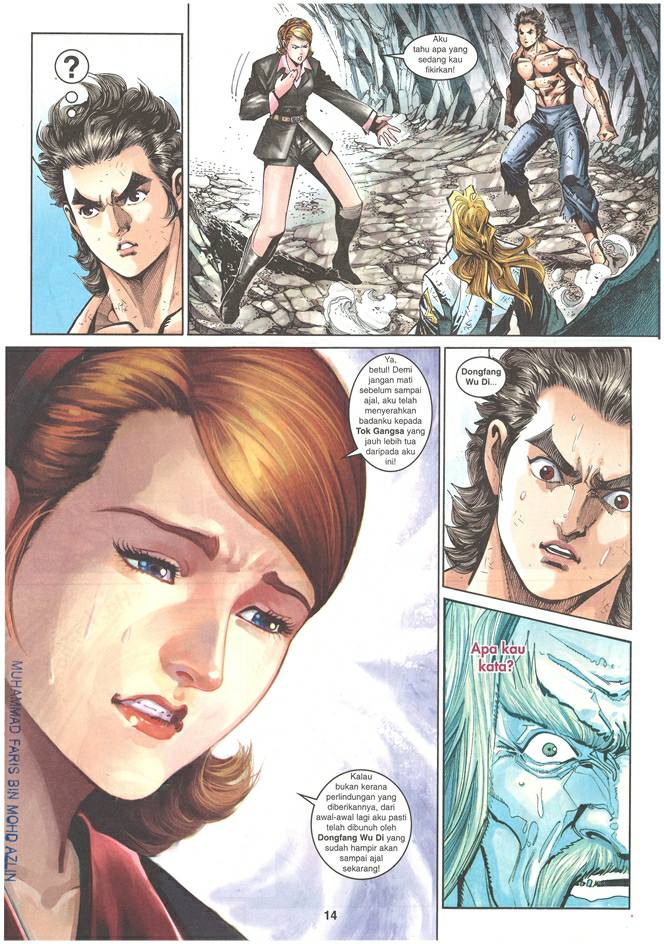 ?
Aku
tahu apa yang
sedang kau
fikirkan!
Ya,
betul! Demi
jangan mati
sebelum sampai
ajal, aku telah
menyerahkan
badanku kepada
Tok Gangsa yang
jauh lebih tua
daripada aku
ini!
Dongfang
Wu Di...
Apa kau
kata?
Kalau
bukan kerana
perlindungan yang
diberikannya, dari
awal-awal lagi aku pasti
telah dibunuh oleh
Dongfang Wu Di yang
sudah hampir akan
sampai ajal
sekarang!
14
MUHAMMAD FARIS BIN MOHD AZLIN